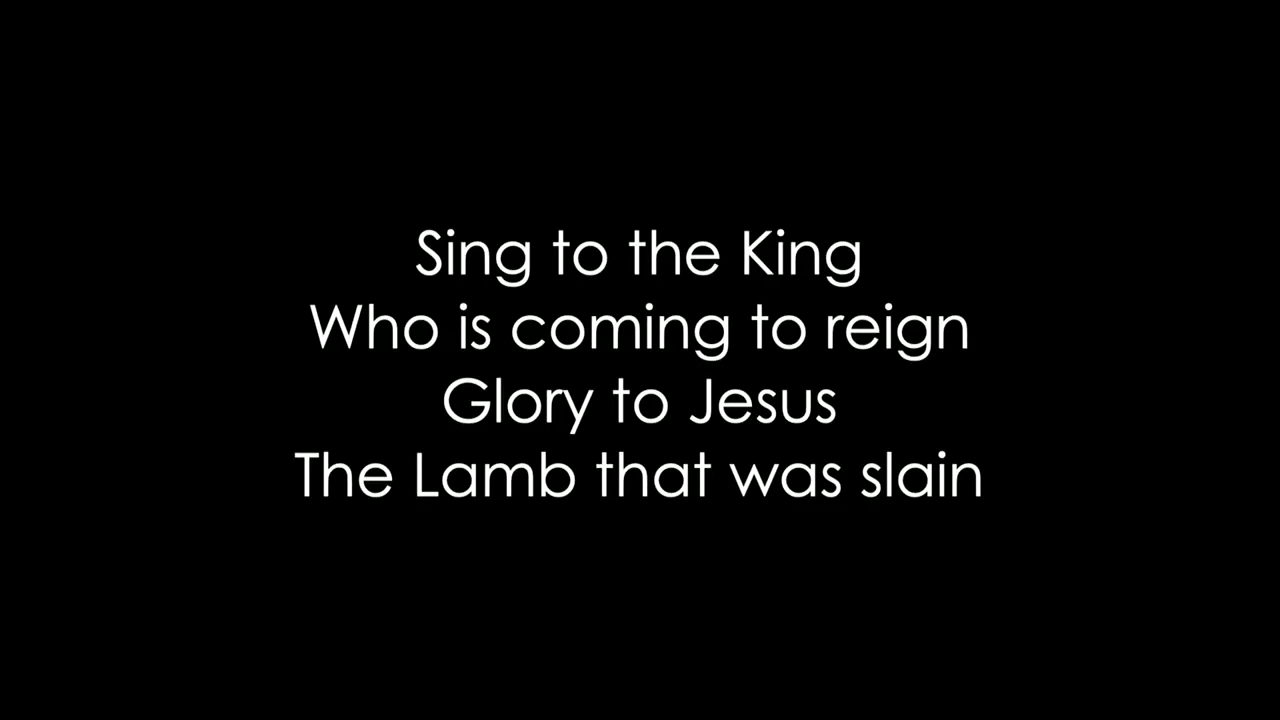 Sing to the King
Who is coming to reign
Glory to Jesus
The Lamb that was slain